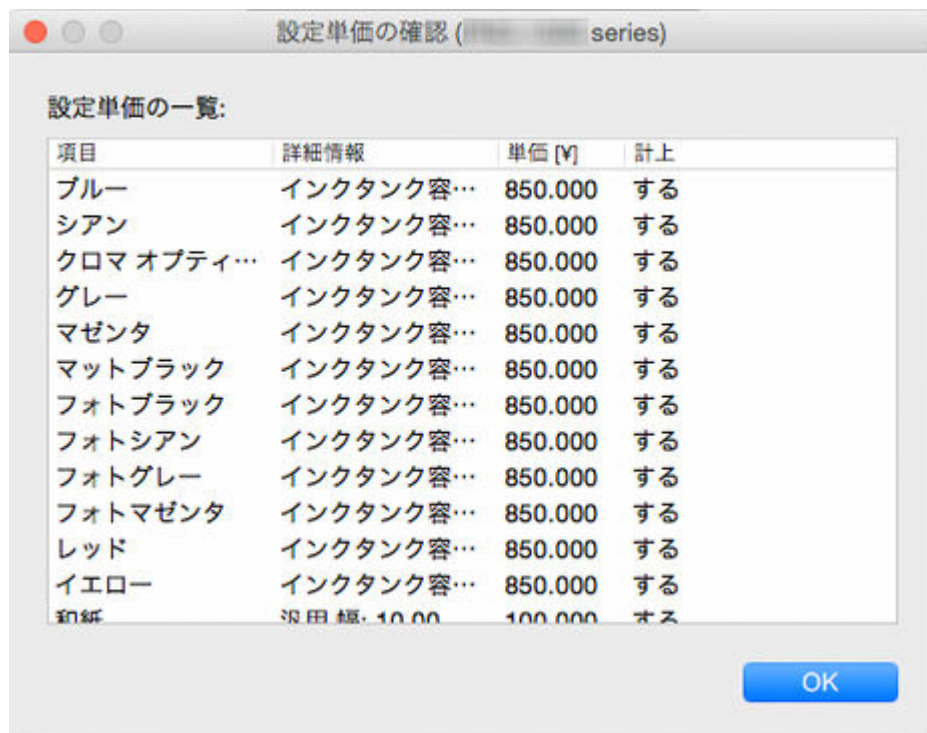 設定単価の確認 ( series)
設定単価の一覧:
項目 詳細情報 単価 [¥] 計上
ブルー インクタンク容… 850.000 する
シアン インクタンク容… 850.000 する
クロマ オプティ… インクタンク容… 850.000 する
グレー インクタンク容… 850.000 する
マゼンタ インクタンク容… 850.000 する
マットブラック インクタンク容… 850.000 する
フォトブラック インクタンク容… 850.000 する
フォトシアン インクタンク容… 850.000 する
フォトグレー インクタンク容… 850.000 する
フォトマゼンタ インクタンク容… 850.000 する
レッド インクタンク容… 850.000 する
イエロー インクタンク容… 850.000 する
和紙 汎用 幅: 10.00 100.000 する
OK